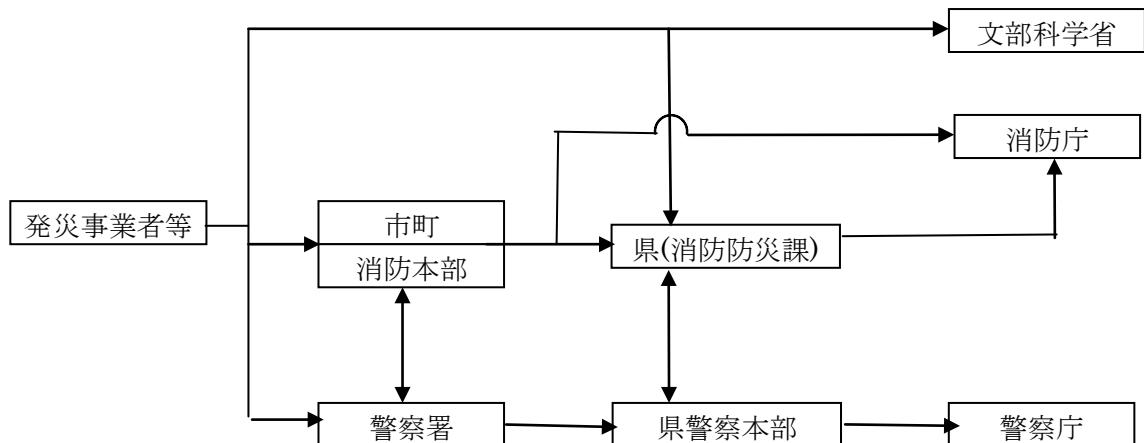 文部科学省
消防庁
発災事業者等
市町
消防本部
県(消防防災課)
警察署
県警察本部
警察庁